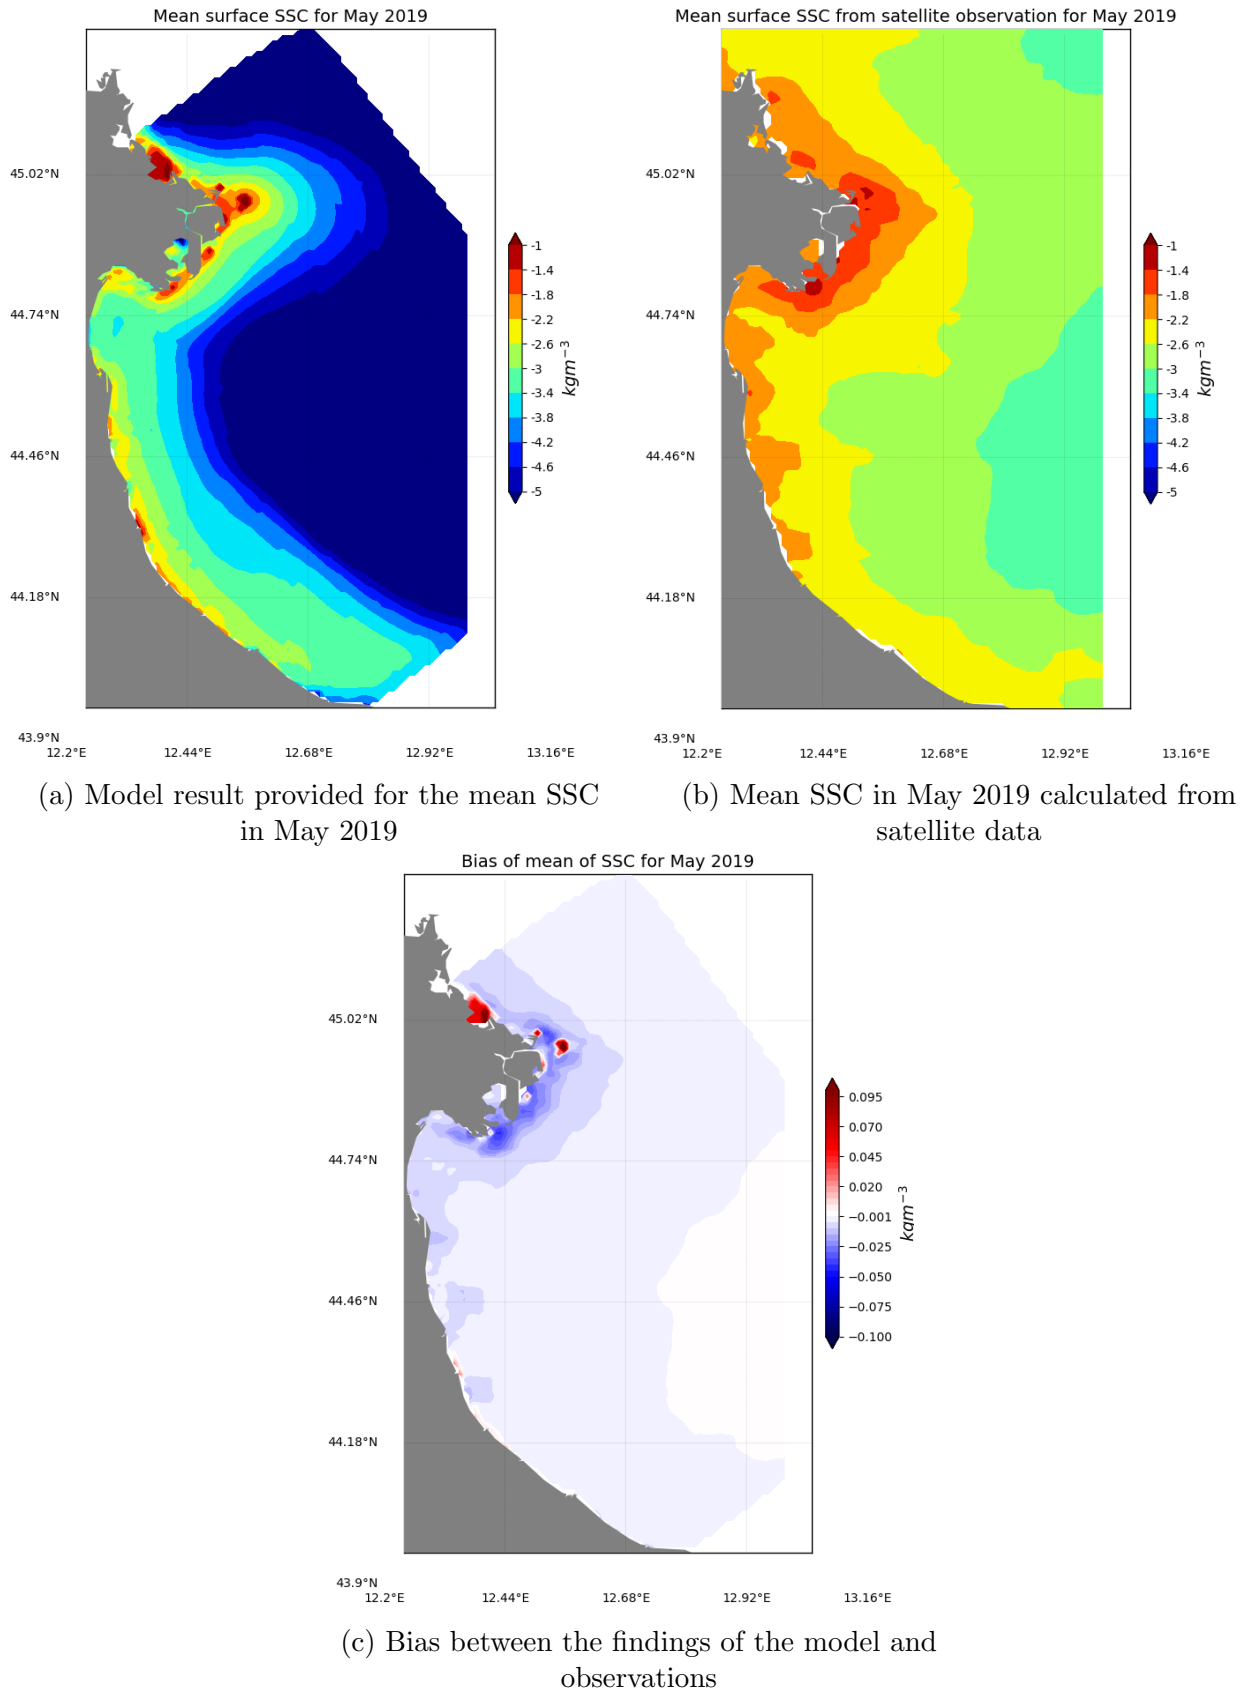 Mean surface SSC for May 2019
45.02°N
44.74°N
44.46°N
44.18°N
43.9°N
12.2°E 12.44°E 12.68°E 12.92°E 13.16°E
-1
-1.4
-1.8
-2.2
-2.6
-3
-3.4
-3.8
-4.2
-4.6
-5
kgm⁻³
(a) Model result provided for the mean SSC
in May 2019
Mean surface SSC from satellite observation for May 2019
45.02°N
44.74°N
44.46°N
44.18°N
43.9°N
12.2°E 12.44°E 12.68°E 12.92°E 13.16°E
-1
-1.4
-1.8
-2.2
-2.6
-3
-3.4
-3.8
-4.2
-4.6
-5
kgm⁻³
(b) Mean SSC in May 2019 calculated from
satellite data
Bias of mean of SSC for May 2019
45.02°N
44.74°N
44.46°N
44.18°N
43.9°N
12.2°E 12.44°E 12.68°E 12.92°E 13.16°E
0.095
0.070
0.045
0.020
−0.001
−0.025
−0.050
−0.075
−0.100
kgm⁻³
(c) Bias between the findings of the model and
observations